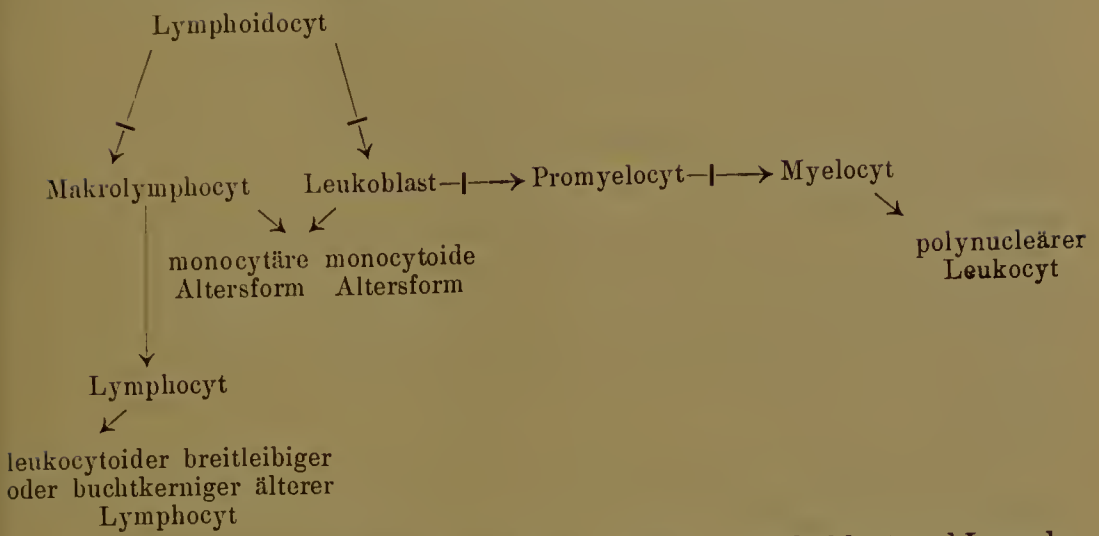 Lymphoidocyt
Makrolymphocyt Leukoblast Promyelocyt Myelocyt
polynucleärer
Leukocyt
monocytäre monocytoide
Altersform Altersform
Lymphocyt
leukocytoider breitleibiger
oder buchtkerniger älterer
Lymphocyt